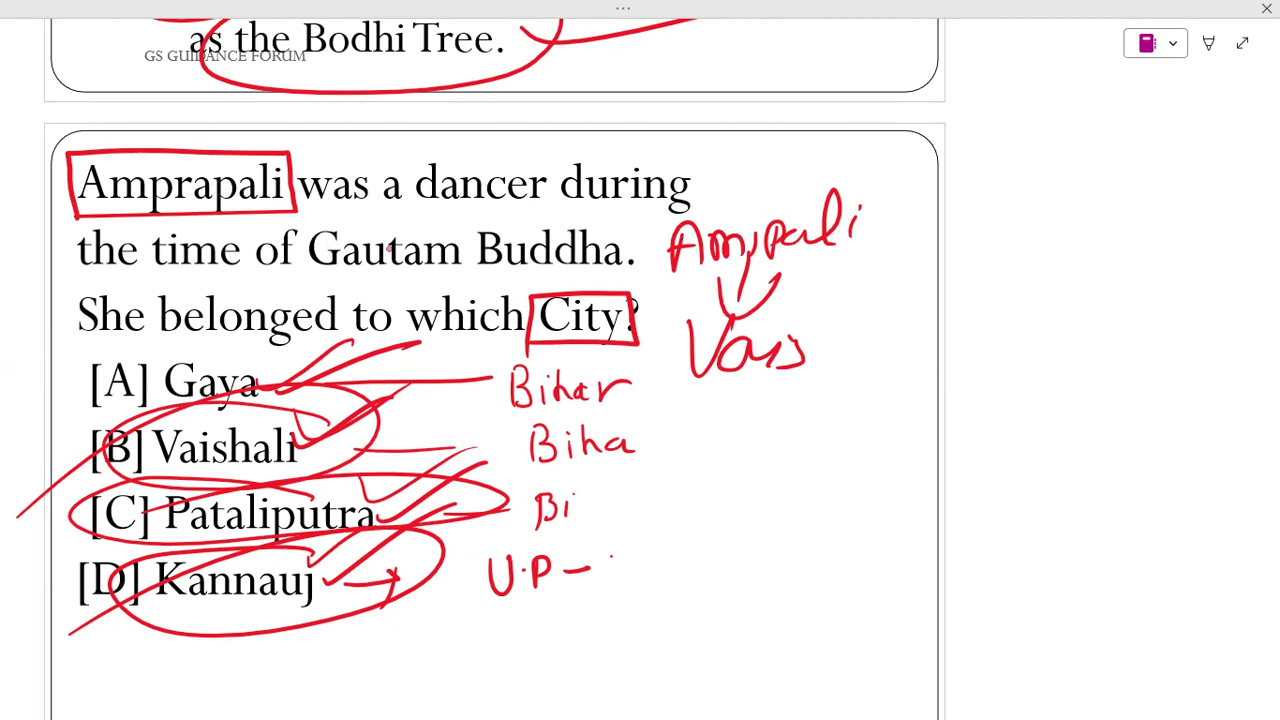 as the Bodhi Tree.
GS GUIDANCE FORUM
Amprapali was a dancer during
the time of Gautam Buddha.
She belonged to which City?
Ampali
[A] Gaya
Bihar
[B] Vaishali
Biha
[C] Pataliputra
Bi
[D] Kannauj
U.P -